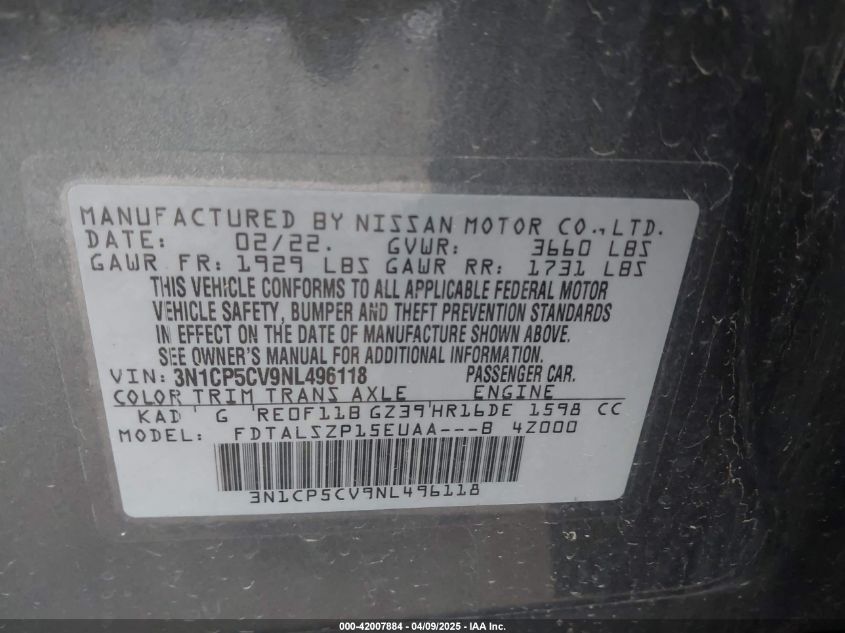 MANUFACTURED BY NISSAN MOTOR CO., LTD.
DATE: 02/22. GVWR: 3660 LBS
GAWR FR: 1929 LBS GAWR RR: 1731 LBS
THIS VEHICLE CONFORMS TO ALL APPLICABLE FEDERAL MOTOR
VEHICLE SAFETY, BUMPER AND THEFT PREVENTION STANDARDS
IN EFFECT ON THE DATE OF MANUFACTURE SHOWN ABOVE.
SEE OWNER'S MANUAL FOR ADDITIONAL INFORMATION.
VIN: 3N1CP5CV9NL496118 PASSENGER CAR.
COLOR TRIM TRANS AXLE ENGINE
KAD G RE0F11B GZ39 HR16DE 1598 CC
MODEL: FDTALSZP15EUAA---B 4Z000
3N1CP5CV9NL496118
000-42007884 | 04/09/2025 - IAA Inc.